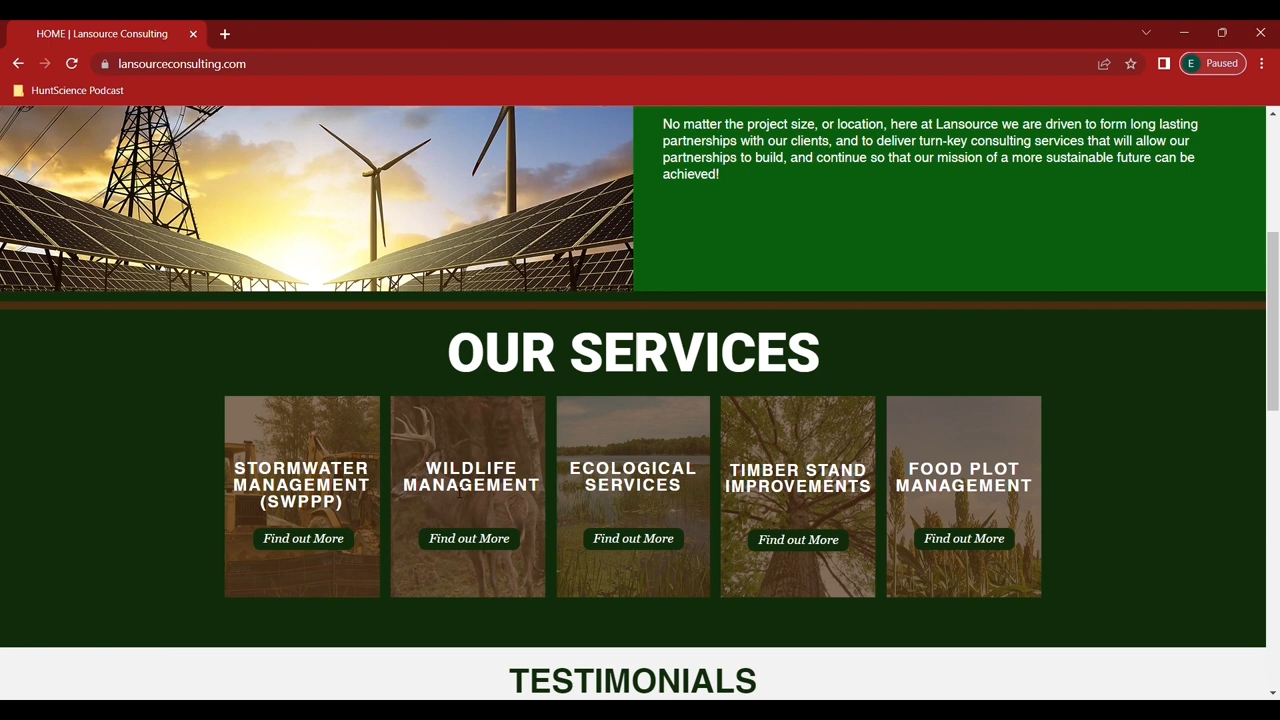 HOME | Lansource Consulting
lansourceconsulting.com
E Paused
HuntScience Podcast
No matter the project size, or location, here at Lansource we are driven to form long lasting
partnerships with our clients, and to deliver turn-key consulting services that will allow our
partnerships to build, and continue so that our mission of a more sustainable future can be
achieved!
OUR SERVICES
STORMWATER
MANAGEMENT
(SWPPP)
Find out More
WILDLIFE
MANAGEMENT
Find out More
ECOLOGICAL
SERVICES
Find out More
TIMBER STAND
IMPROVEMENTS
Find out More
FOOD PLOT
MANAGEMENT
Find out More
TESTIMONIALS